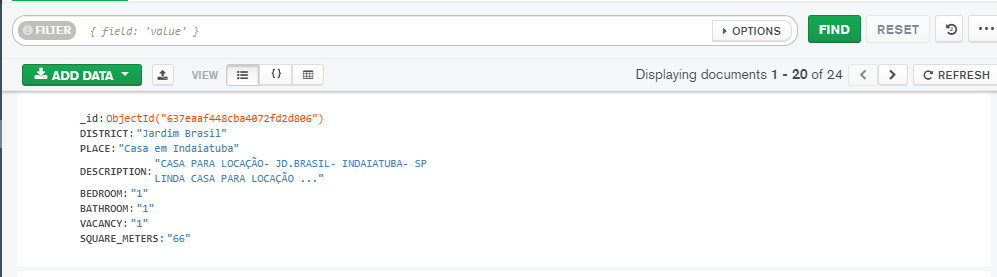 FILTER { field: 'value' } OPTIONS FIND RESET ...
ADD DATA VIEW { } Displaying documents 1 - 20 of 24 < > REFRESH
_id: ObjectId("637eaaf448cba4072fd2d806")
DISTRICT: "Jardim Brasil"
PLACE: "Casa em Indaiatuba"
DESCRIPTION: "CASA PARA LOCAÇÃO- JD.BRASIL- INDAIATUBA- SP
LINDA CASA PARA LOCAÇÃO ..."
BEDROOM: "1"
BATHROOM: "1"
VACANCY: "1"
SQUARE_METERS: "66"